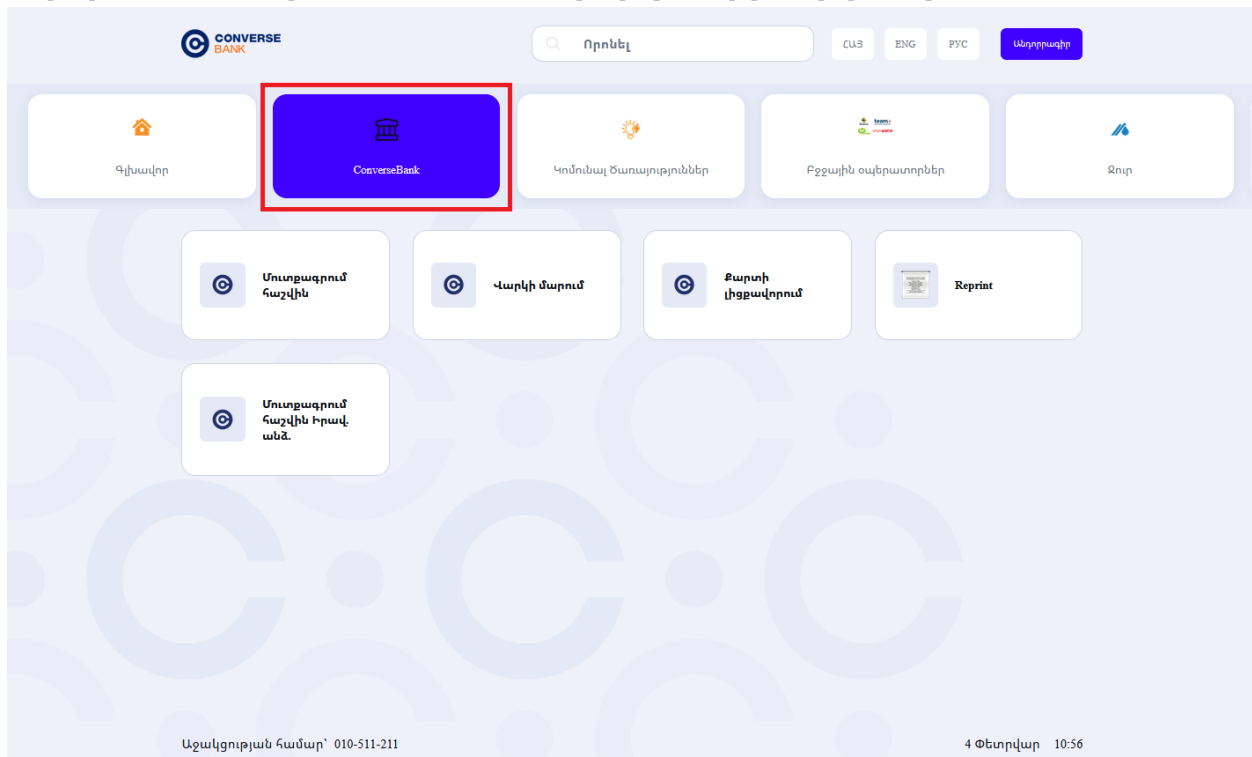 CONVERSE
BANK
Որոնել
ՀԱՅ
ENG
РУС
Անդորրագիր
Գլխավոր
ConverseBank
Կոմունալ Ծառայություններ
Բջջային օպերատորներ
Ջուր
Մուտքագրում
հաշվին
Վարկի մարում
Քարտի
լիցքավորում
Reprint
Մուտքագրում
հաշվին Իրավ.
անձ.
Աջակցության համար՝ 010-511-211
4 Փետրվար 10:56